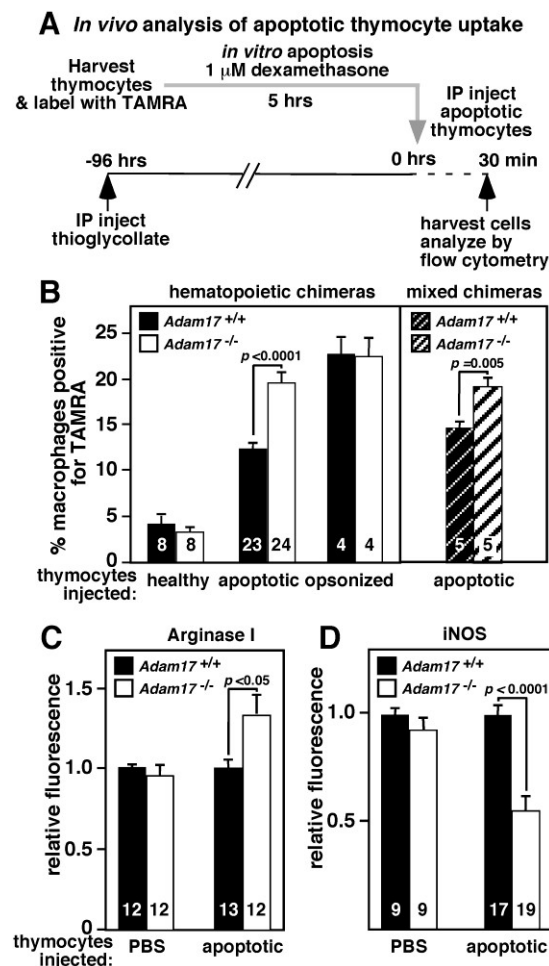 A In vivo analysis of apoptotic thymocyte uptake
Harvest
thymocytes
& label with TAMRA
in vitro apoptosis
1 µM dexamethasone
5 hrs
IP inject
apoptotic
thymocytes
-96 hrs
0 hrs
30 min
IP inject
thioglycollate
harvest cells
analyze by
flow cytometry
B
hematopoietic chimeras
mixed chimeras
% macrophages positive
for TAMRA
25
20
15
10
5
0
Adam17 +/+
Adam17 -/-
p<0.0001
Adam17 +/+
Adam17 -/-
p=0.005
8 8 23 24 4 4 5 5
thymocytes
injected:
healthy apoptotic opsonized apoptotic
C
Arginase I
relative fluorescence
1.5
1.0
0.5
0
Adam17 +/+
Adam17 -/-
p<0.05
12 12 13 12
thymocytes
injected:
PBS apoptotic
D
iNOS
relative fluorescence
1.0
0.5
Adam17 +/+
Adam17 -/-
p<0.0001
9 9 17 19
PBS apoptotic